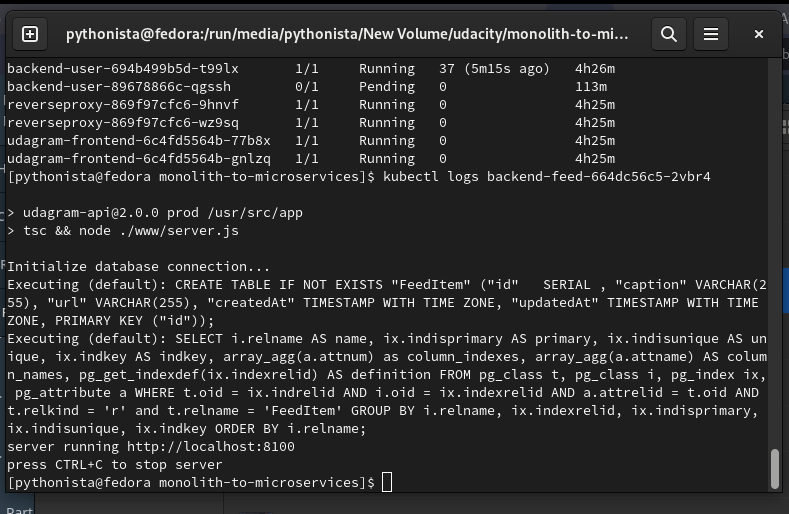 pythonista@fedora:/run/media/pythonista/New Volume/udacity/monolith-to-mi...
backend-user-694b499b5d-t99lx 1/1 Running 37 (5m15s ago) 4h26m
backend-user-89678866c-qgssh 0/1 Pending 0 113m
reverseproxy-869f97cfc6-9hnvf 1/1 Running 0 4h25m
reverseproxy-869f97cfc6-wz9sq 1/1 Running 0 4h25m
udagram-frontend-6c4fd5564b-77b8x 1/1 Running 0 4h25m
udagram-frontend-6c4fd5564b-gnlzq 1/1 Running 0 4h25m
[pythonista@fedora monolith-to-microservices]$ kubectl logs backend-feed-664dc56c5-2vbr4
> udagram-api@2.0.0 prod /usr/src/app
> tsc && node ./www/server.js
Initialize database connection...
Executing (default): CREATE TABLE IF NOT EXISTS "FeedItem" ("id"   SERIAL , "caption" VARCHAR(2
55), "url" VARCHAR(255), "createdAt" TIMESTAMP WITH TIME ZONE, "updatedAt" TIMESTAMP WITH TIME
ZONE, PRIMARY KEY ("id"));
Executing (default): SELECT i.relname AS name, ix.indisprimary AS primary, ix.indisunique AS un
ique, ix.indkey AS indkey, array_agg(a.attnum) as column_indexes, array_agg(a.attname) AS colum
n_names, pg_get_indexdef(ix.indexrelid) AS definition FROM pg_class t, pg_class i, pg_index ix,
pg_attribute a WHERE t.oid = ix.indrelid AND i.oid = ix.indexrelid AND a.attrelid = t.oid AND
t.relkind = 'r' and t.relname = 'FeedItem' GROUP BY i.relname, ix.indexrelid, ix.indisprimary,
ix.indisunique, ix.indkey ORDER BY i.relname;
server running http://localhost:8100
press CTRL+C to stop server
[pythonista@fedora monolith-to-microservices]$
Part